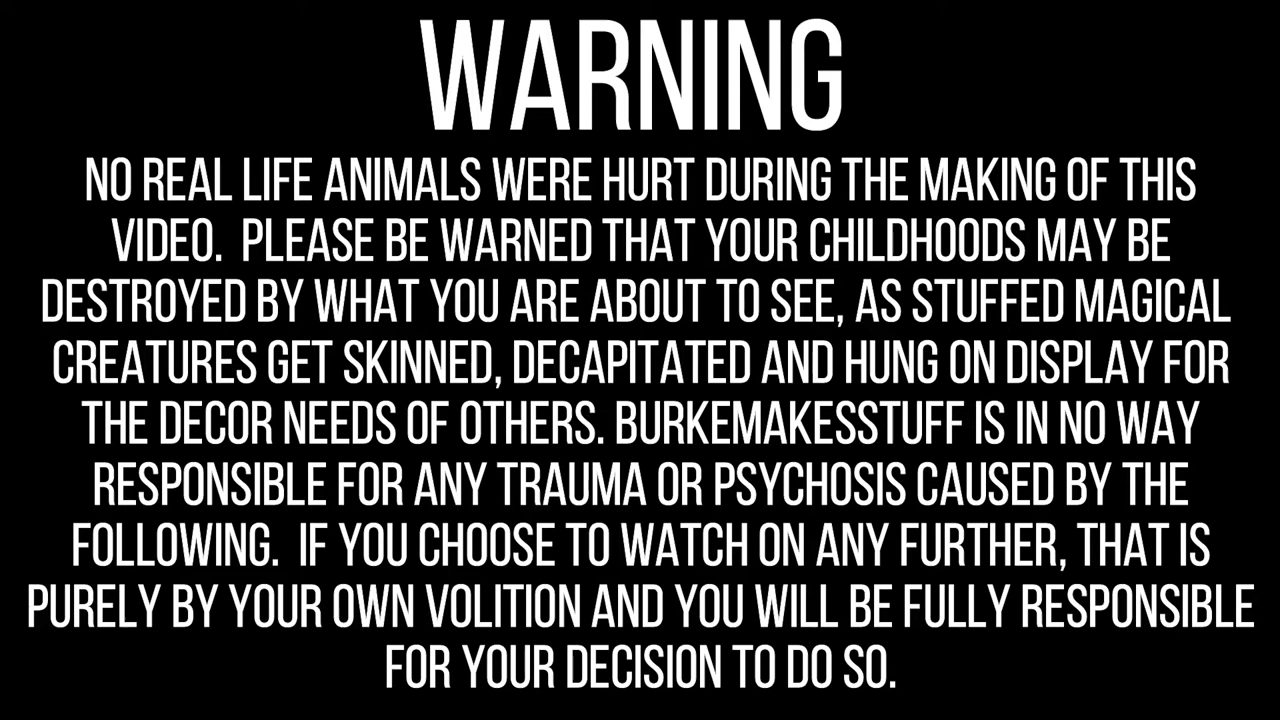 WARNING
NO REAL LIFE ANIMALS WERE HURT DURING THE MAKING OF THIS
VIDEO. PLEASE BE WARNED THAT YOUR CHILDHOODS MAY BE
DESTROYED BY WHAT YOU ARE ABOUT TO SEE, AS STUFFED MAGICAL
CREATURES GET SKINNED, DECAPITATED AND HUNG ON DISPLAY FOR
THE DECOR NEEDS OF OTHERS. BURKEMAKESSTUFF IS IN NO WAY
RESPONSIBLE FOR ANY TRAUMA OR PSYCHOSIS CAUSED BY THE
FOLLOWING. IF YOU CHOOSE TO WATCH ON ANY FURTHER, THAT IS
PURELY BY YOUR OWN VOLITION AND YOU WILL BE FULLY RESPONSIBLE
FOR YOUR DECISION TO DO SO.